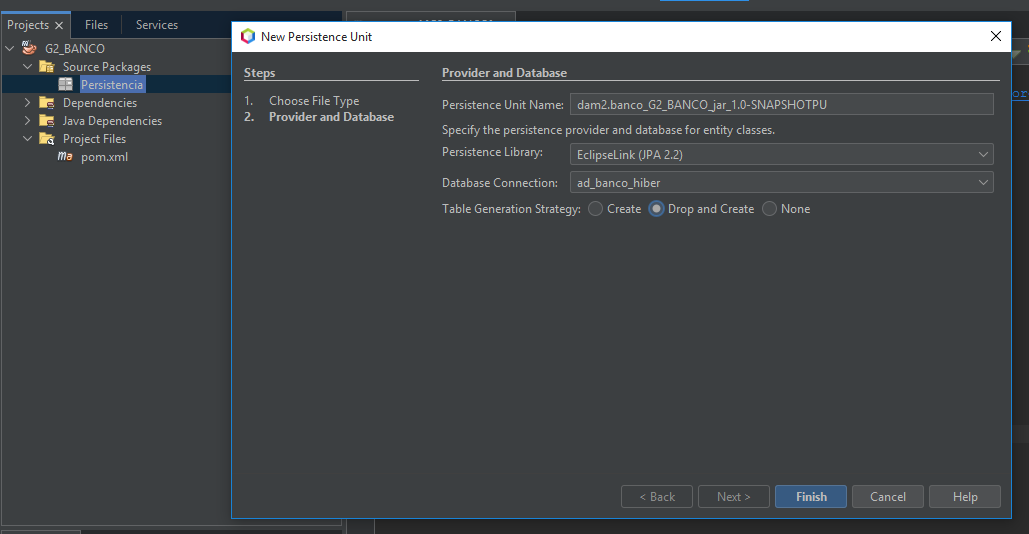 Projects
Files
Services
G2_BANCO
Source Packages
Persistencia
Dependencies
Java Dependencies
Project Files
pom.xml
New Persistence Unit
Steps
1. Choose File Type
2. Provider and Database
Provider and Database
Persistence Unit Name: dam2.banco_G2_BANCO_jar_1.0-SNAPSHOTPU
Specify the persistence provider and database for entity classes.
Persistence Library: EclipseLink (JPA 2.2)
Database Connection: ad_banco_hiber
Table Generation Strategy: Create Drop and Create None
< Back
Next >
Finish
Cancel
Help
or